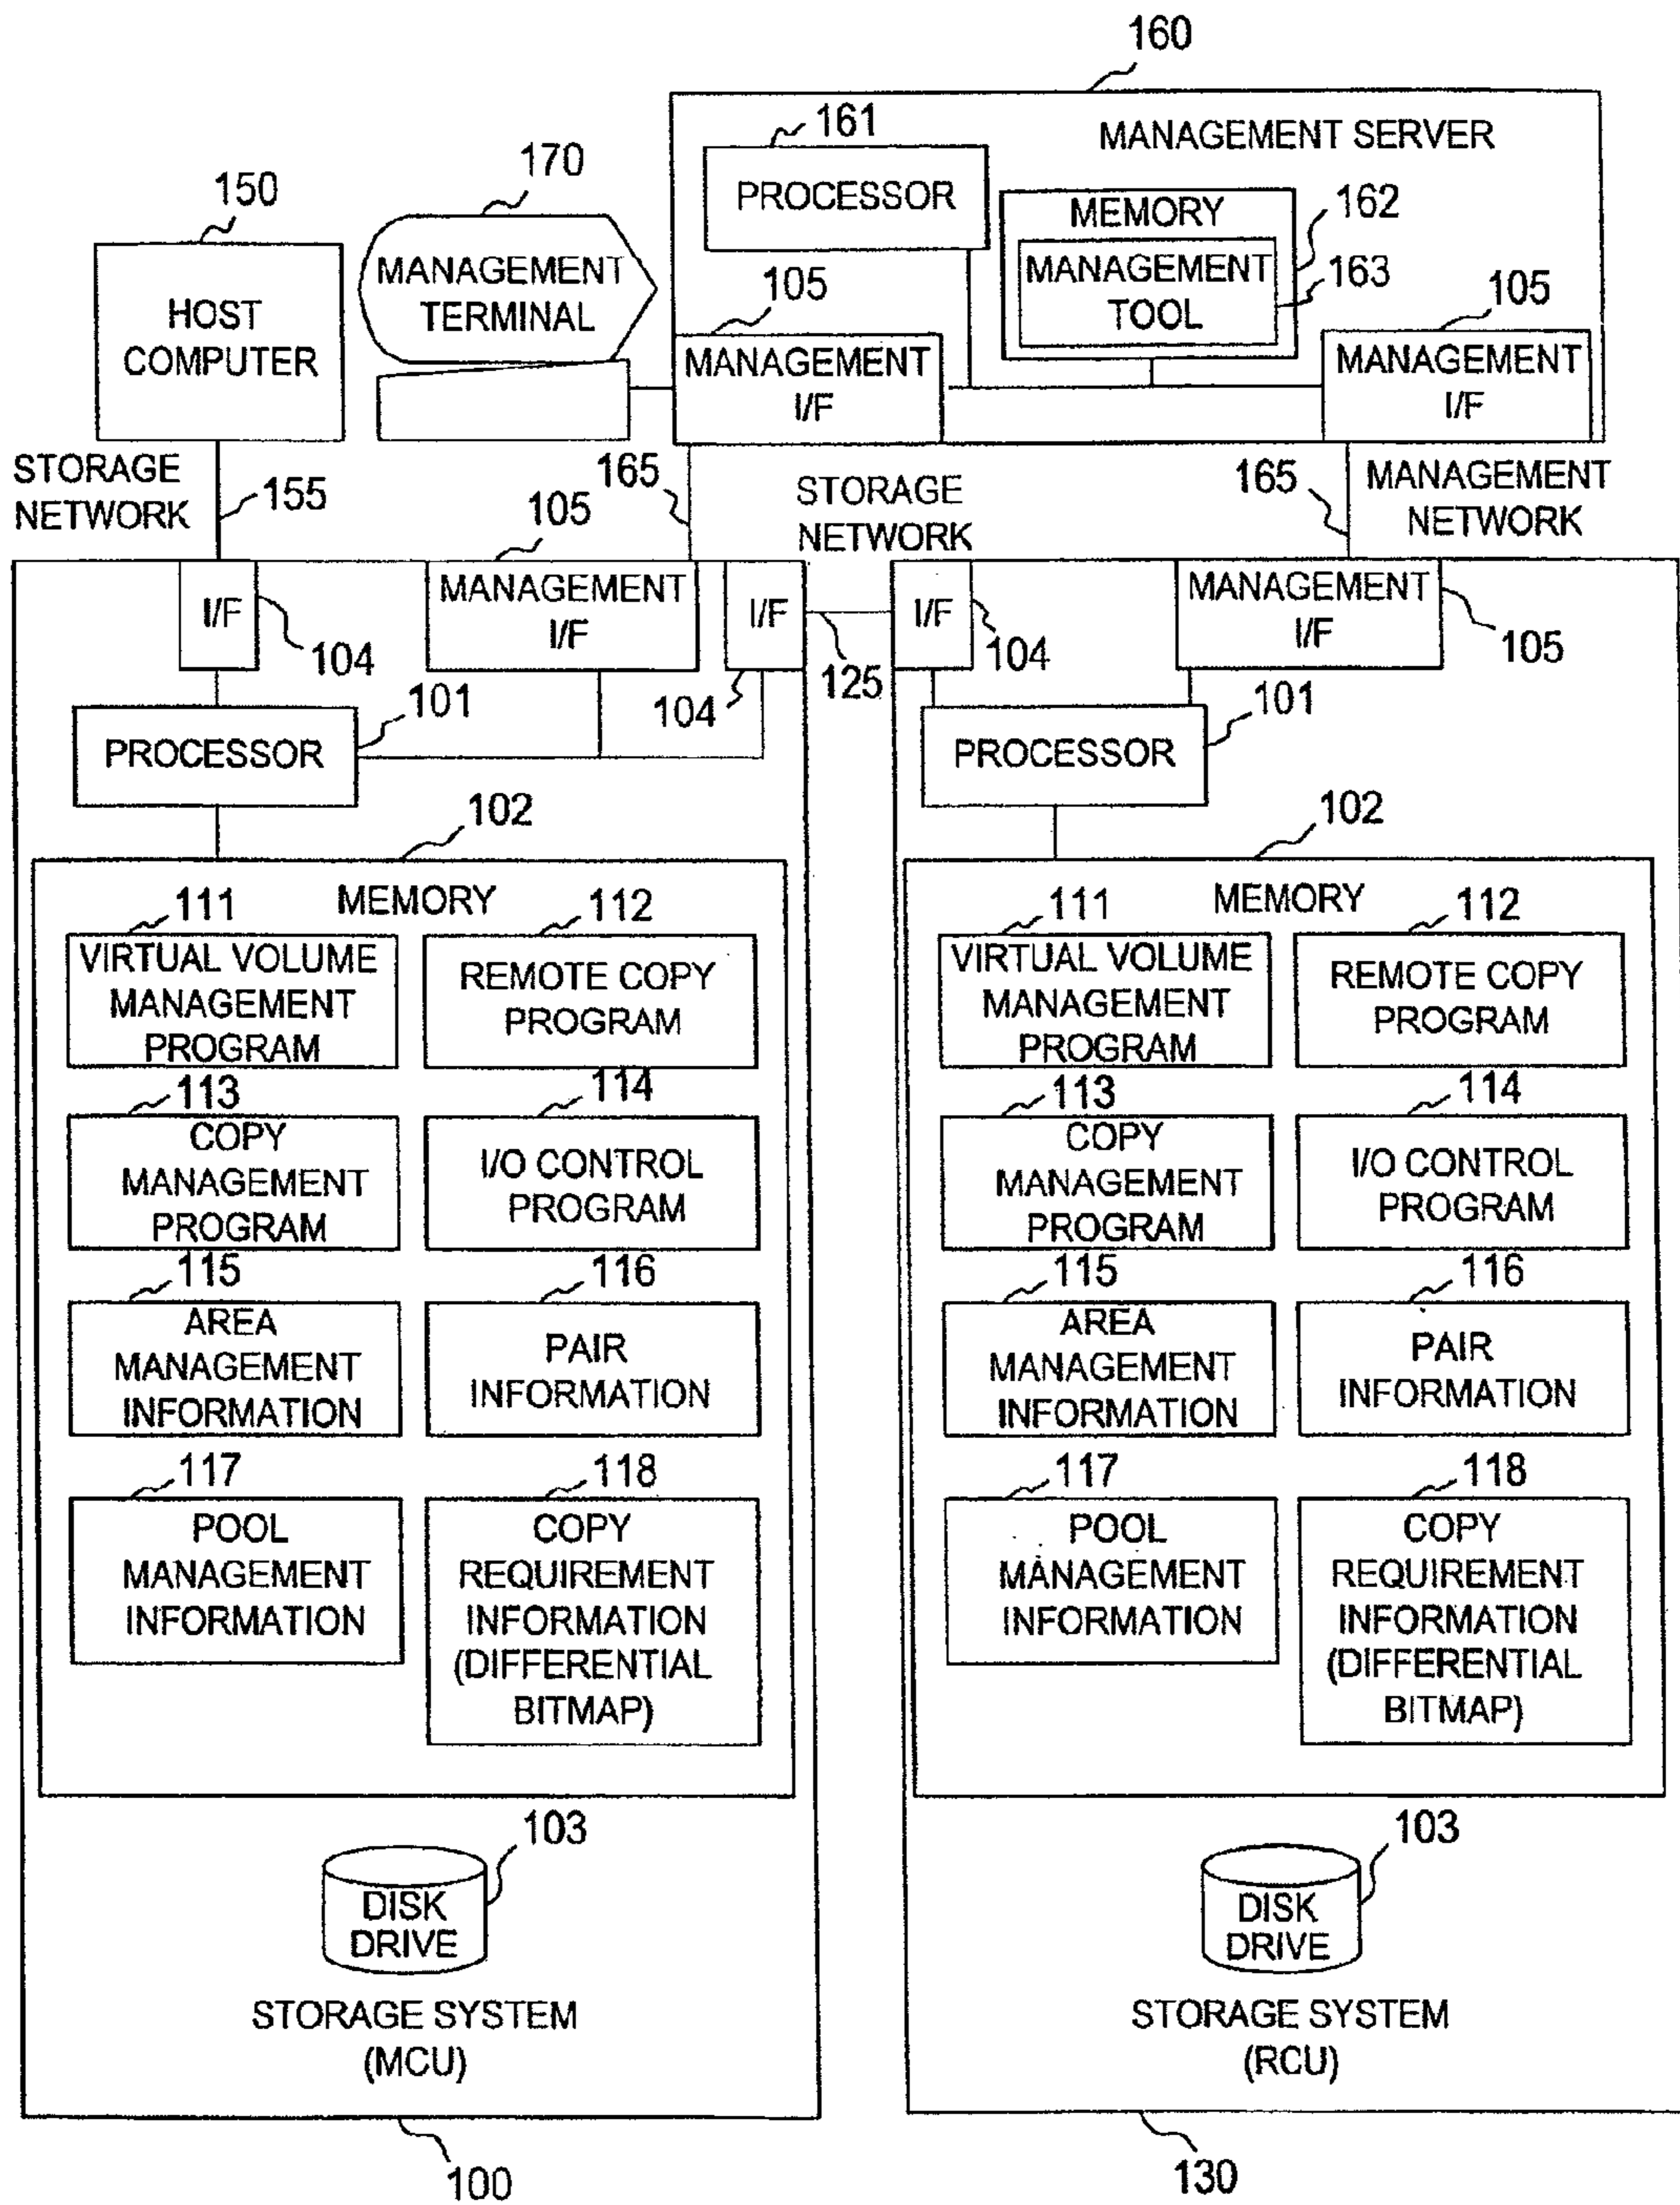 160
MANAGEMENT SERVER
161
PROCESSOR
170
150
MEMORY
162
MANAGEMENT
TOOL
163
MANAGEMENT
TERMINAL
HOST
COMPUTER
105
MANAGEMENT
I/F
105
MANAGEMENT
I/F
STORAGE
NETWORK
155
165
STORAGE
NETWORK
165
MANAGEMENT
NETWORK
105
I/F
104
MANAGEMENT
I/F
I/F
104
125
I/F
104
MANAGEMENT
I/F
105
101
PROCESSOR
101
PROCESSOR
102
MEMORY
111
VIRTUAL VOLUME
MANAGEMENT
PROGRAM
112
REMOTE COPY
PROGRAM
113
COPY
MANAGEMENT
PROGRAM
114
I/O CONTROL
PROGRAM
115
AREA
MANAGEMENT
INFORMATION
116
PAIR
INFORMATION
117
POOL
MANAGEMENT
INFORMATION
118
COPY
REQUIREMENT
INFORMATION
(DIFFERENTIAL
BITMAP)
103
DISK
DRIVE
STORAGE SYSTEM
(MCU)
100
102
MEMORY
111
VIRTUAL VOLUME
MANAGEMENT
PROGRAM
112
REMOTE COPY
PROGRAM
113
COPY
MANAGEMENT
PROGRAM
114
I/O CONTROL
PROGRAM
115
AREA
MANAGEMENT
INFORMATION
116
PAIR
INFORMATION
117
POOL
MANAGEMENT
INFORMATION
118
COPY
REQUIREMENT
INFORMATION
(DIFFERENTIAL
BITMAP)
103
DISK
DRIVE
STORAGE SYSTEM
(RCU)
130